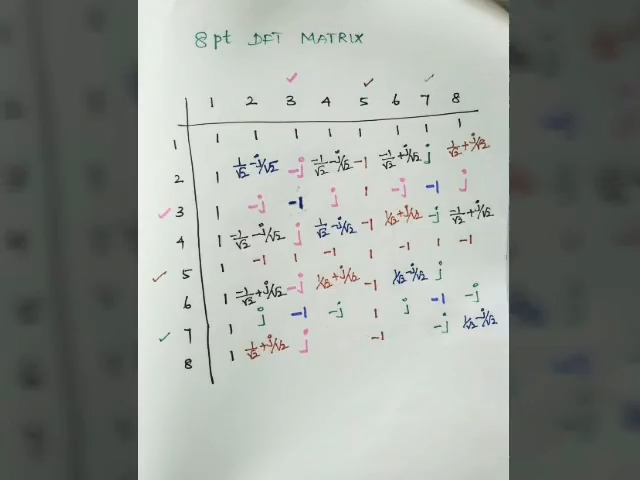 8 pt DFT MATRIX
✓ ✓ ✓
1 2 3 4 5 6 7 8
1 1 1 1 1 1 1 1 1
2 1 1/√2 -j/√2 -j -1/√2 -j/√2 -1 -1/√2 +j/√2 j 1/√2 +j/√2
✓ 3 1 -j -1 j 1 -j -1 j
4 1 -1/√2 -j/√2 j 1/√2 -j/√2 -1 1/√2 +j/√2 -j -1/√2 +j/√2
✓ 5 1 -1 1 -1 1 -1 1 -1
6 1 -1/√2 +j/√2 -j 1/√2 +j/√2 -1 1/√2 -j/√2 j
✓ 7 1 j -1 -j 1 j -1 -j
8 1 1/√2 +j/√2 j -1 -j 1/√2 -j/√2